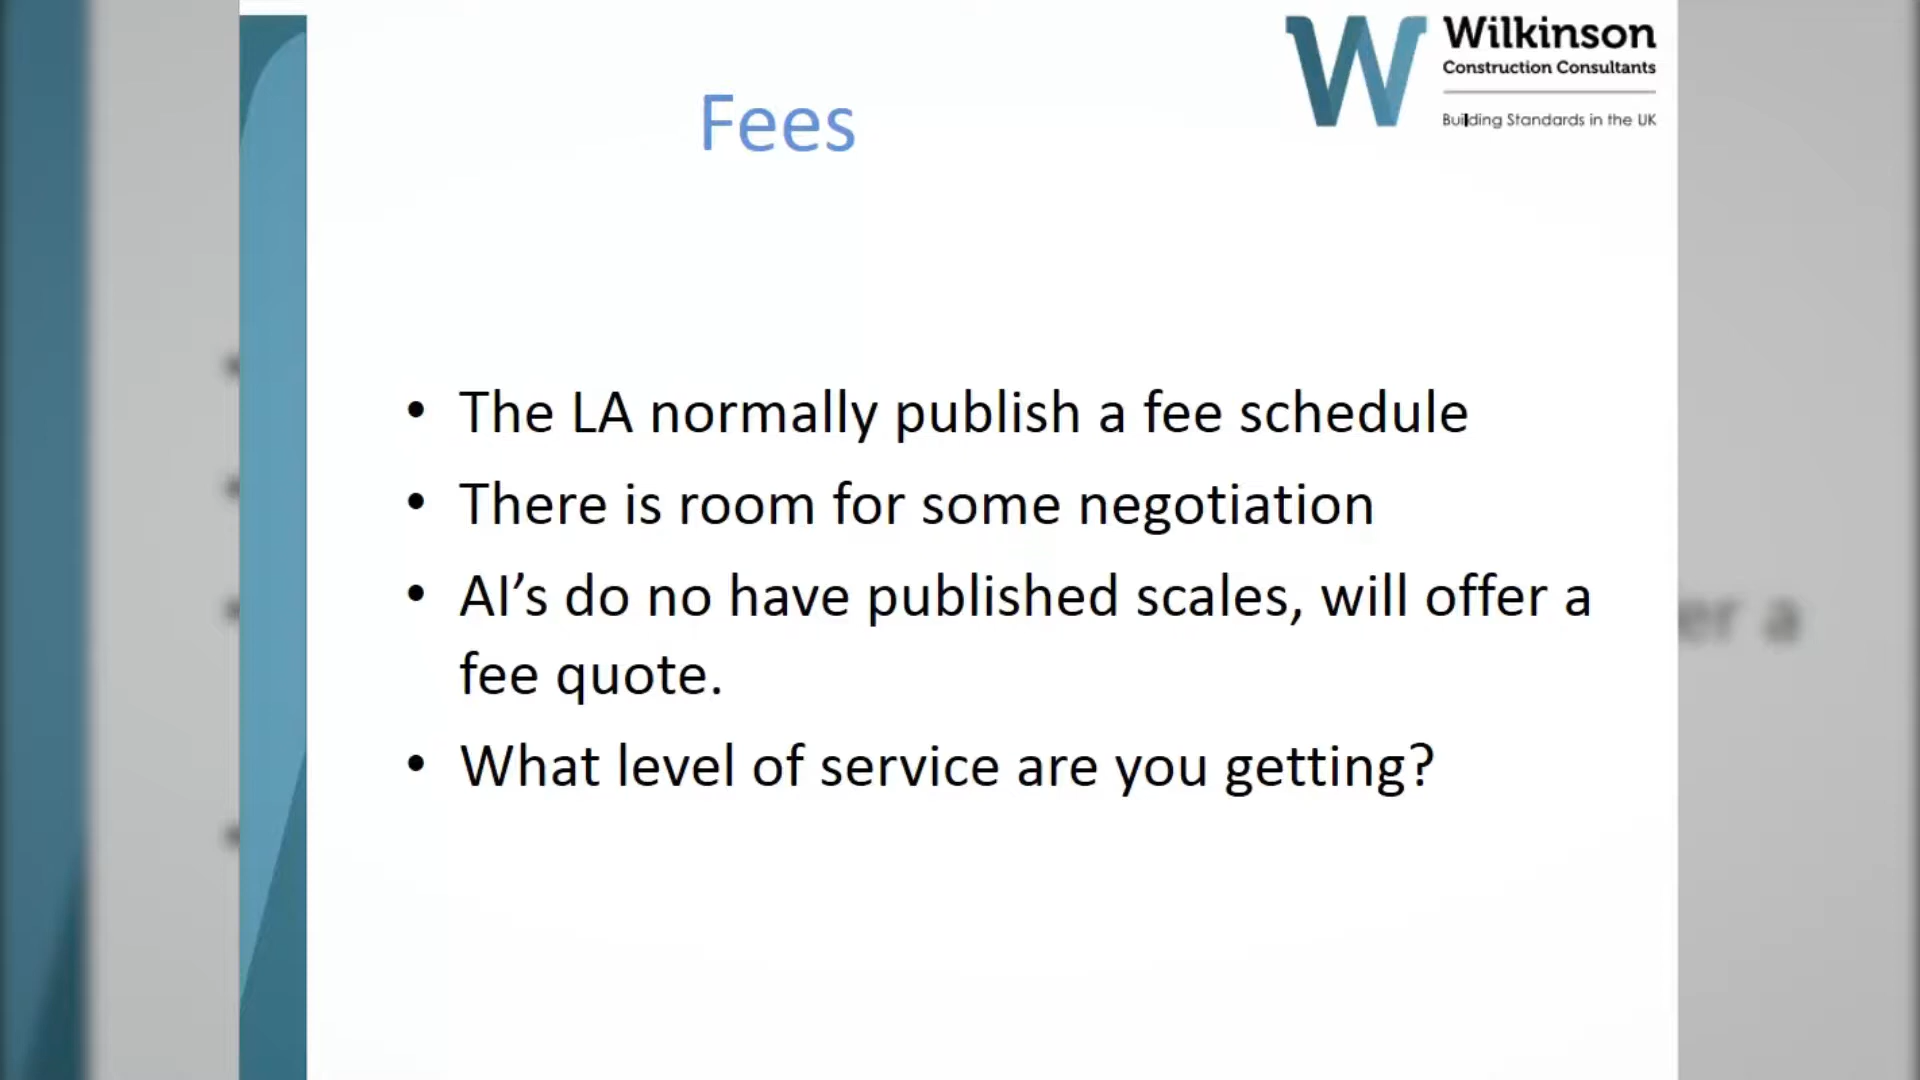 Wilkinson
Construction Consultants
Building Standards in the UK
Fees
• The LA normally publish a fee schedule
• There is room for some negotiation
• AI’s do no have published scales, will offer a
fee quote.
• What level of service are you getting?
er a